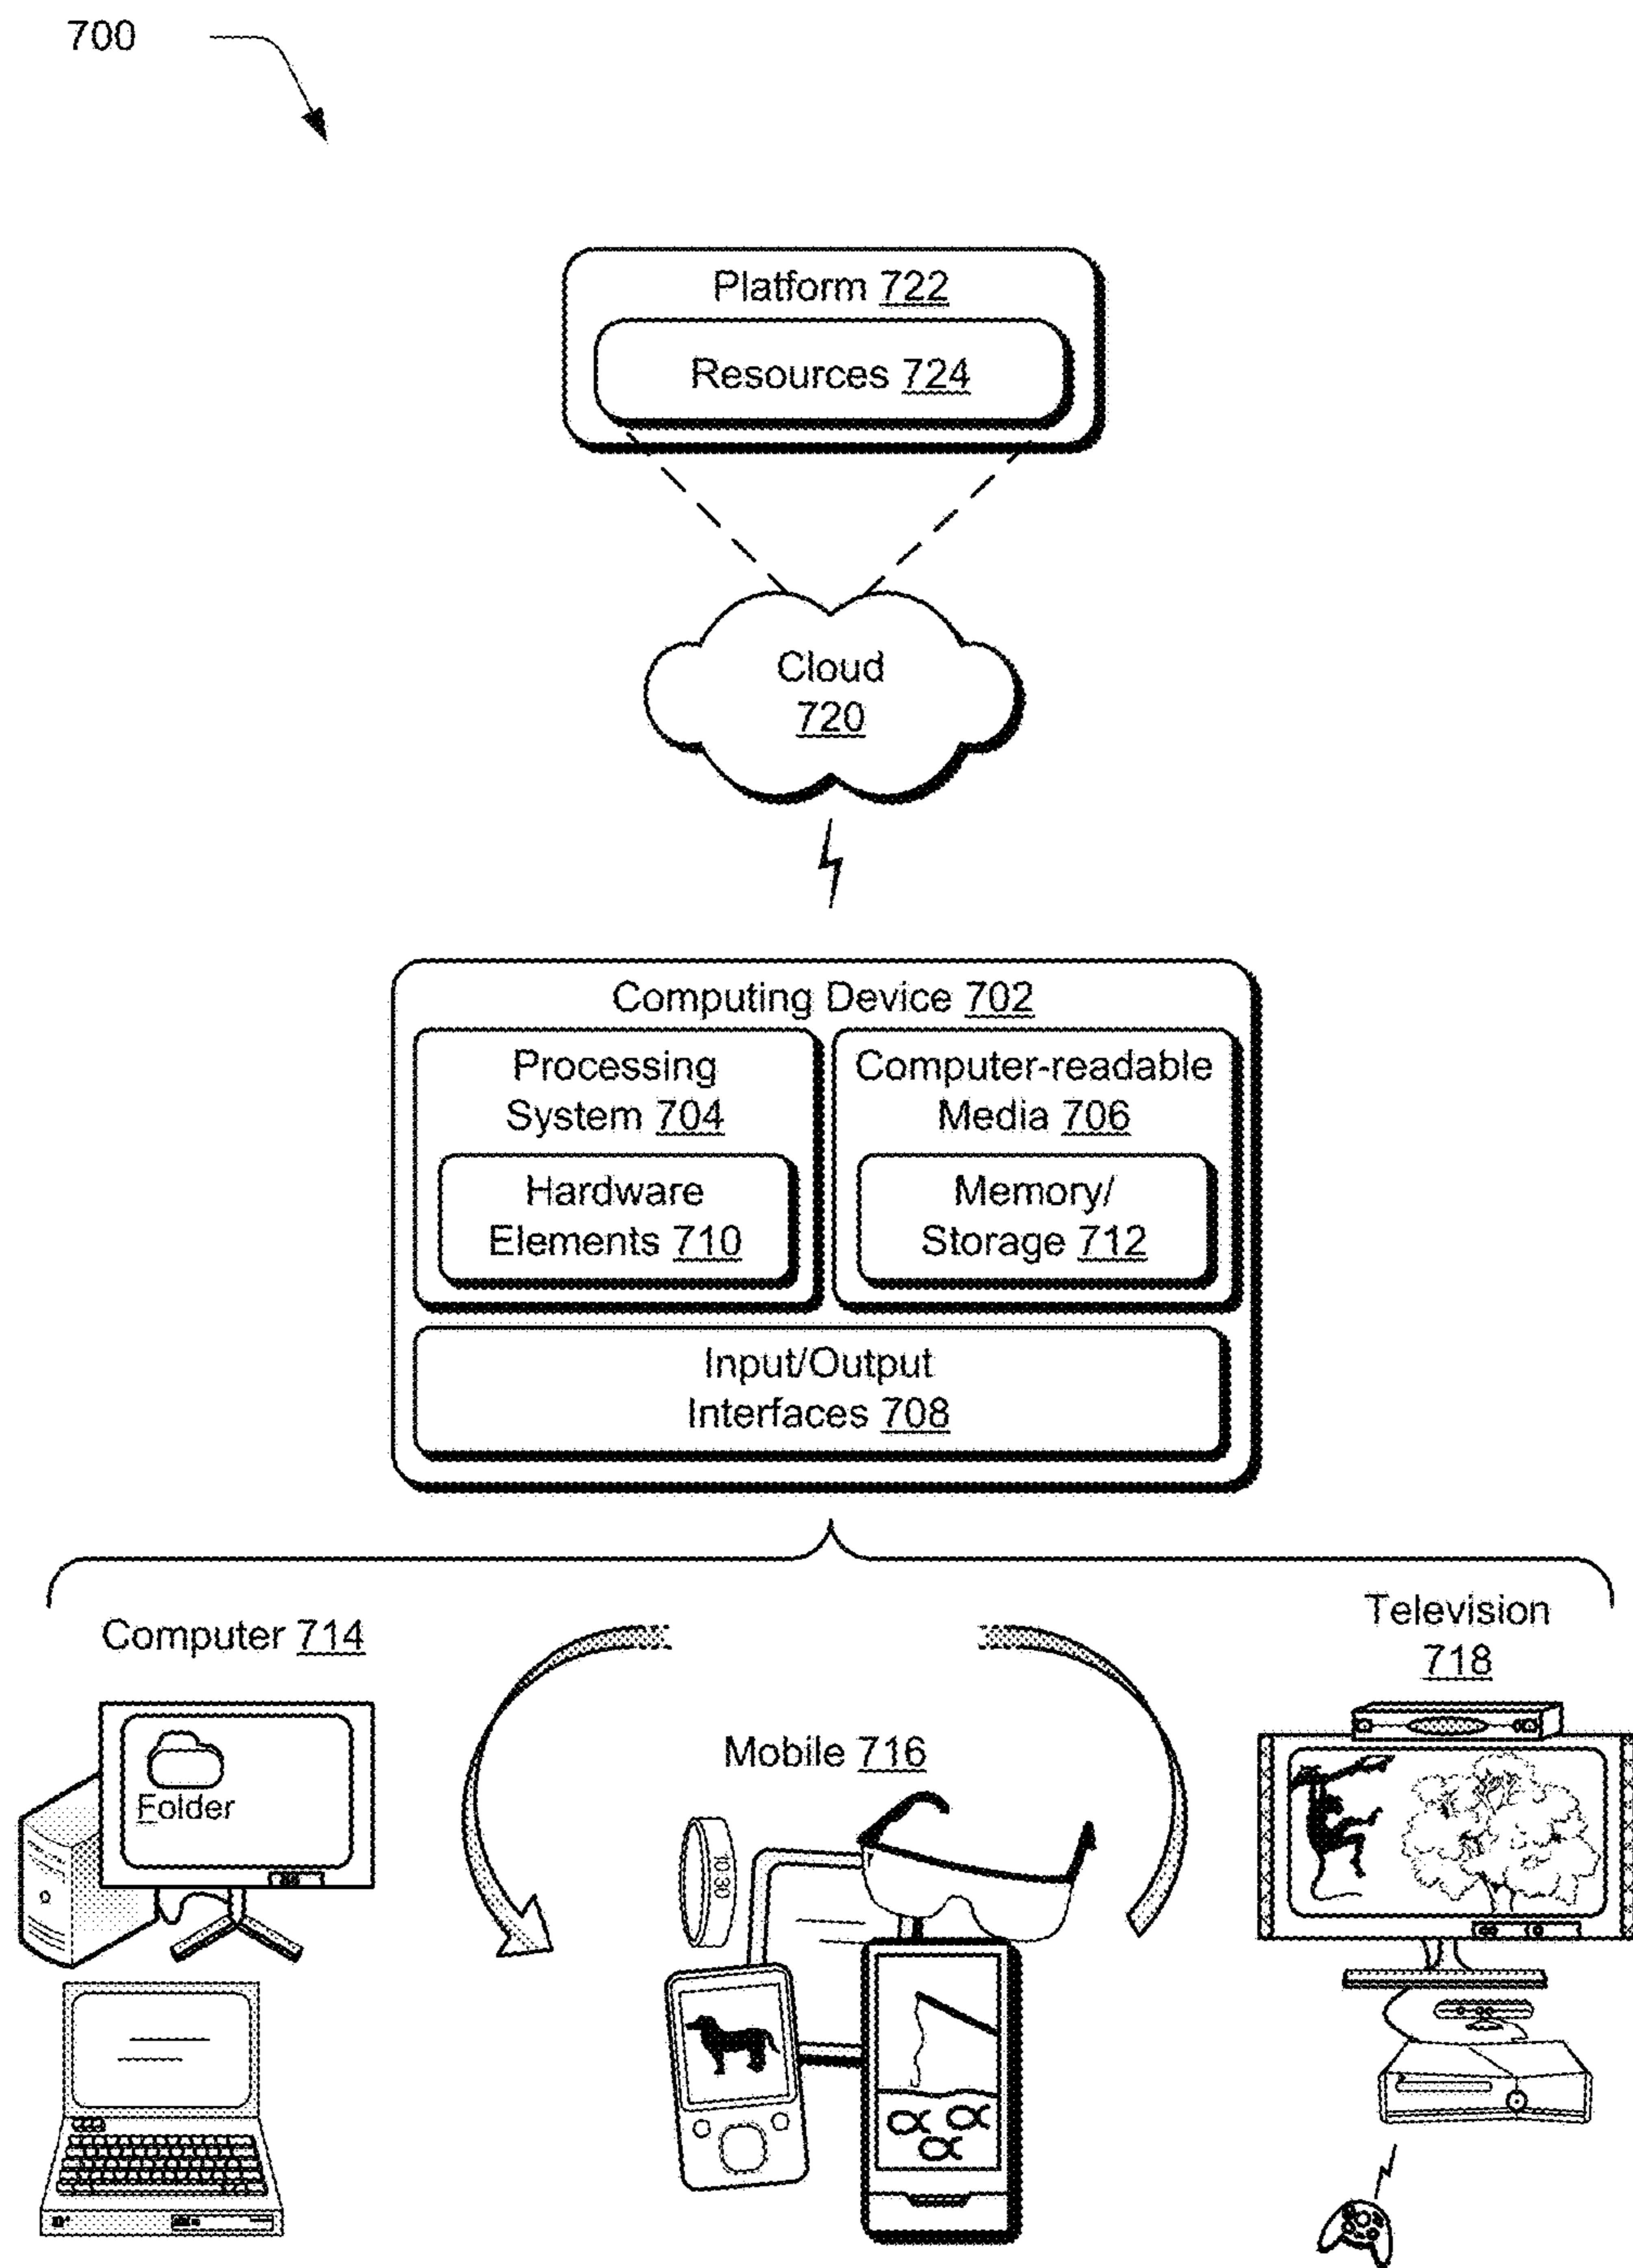 700
Platform 722
Resources 724
Cloud
720
Computing Device 702
Processing
System 704
Hardware
Elements 710
Computer-readable
Media 706
Memory/
Storage 712
Input/Output
Interfaces 708
Computer 714
Folder
Mobile 716
10:30
Television
718